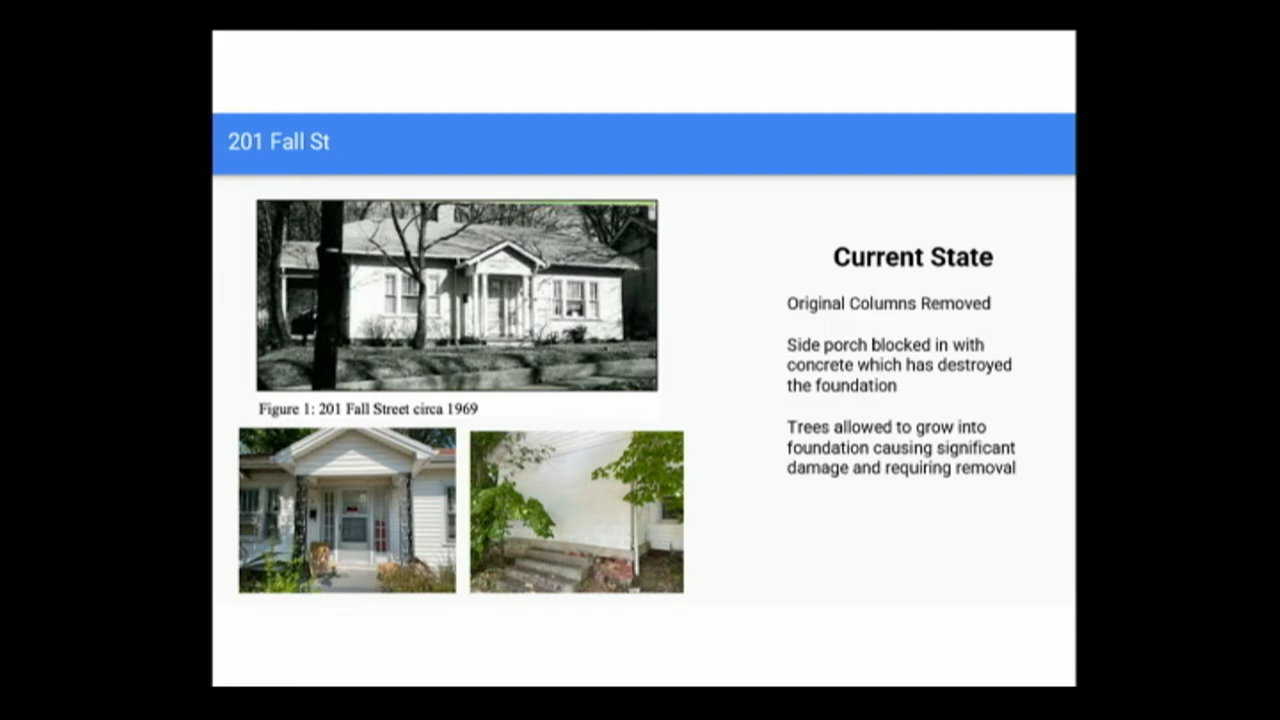 201 Fall St
Figure 1: 201 Fall Street circa 1969
Current State
Original Columns Removed
Side porch blocked in with
concrete which has destroyed
the foundation
Trees allowed to grow into
foundation causing significant
damage and requiring removal